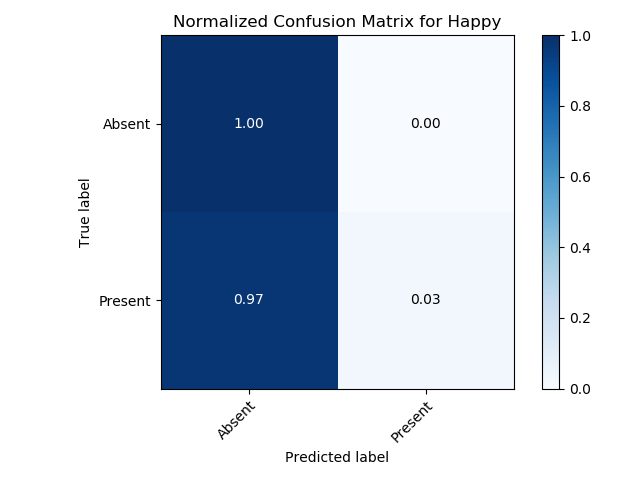 Normalized Confusion Matrix for Happy
True label
Absent
1.00
0.00
Present
0.97
0.03
Absent
Present
Predicted label
1.0
0.8
0.6
0.4
0.2
0.0